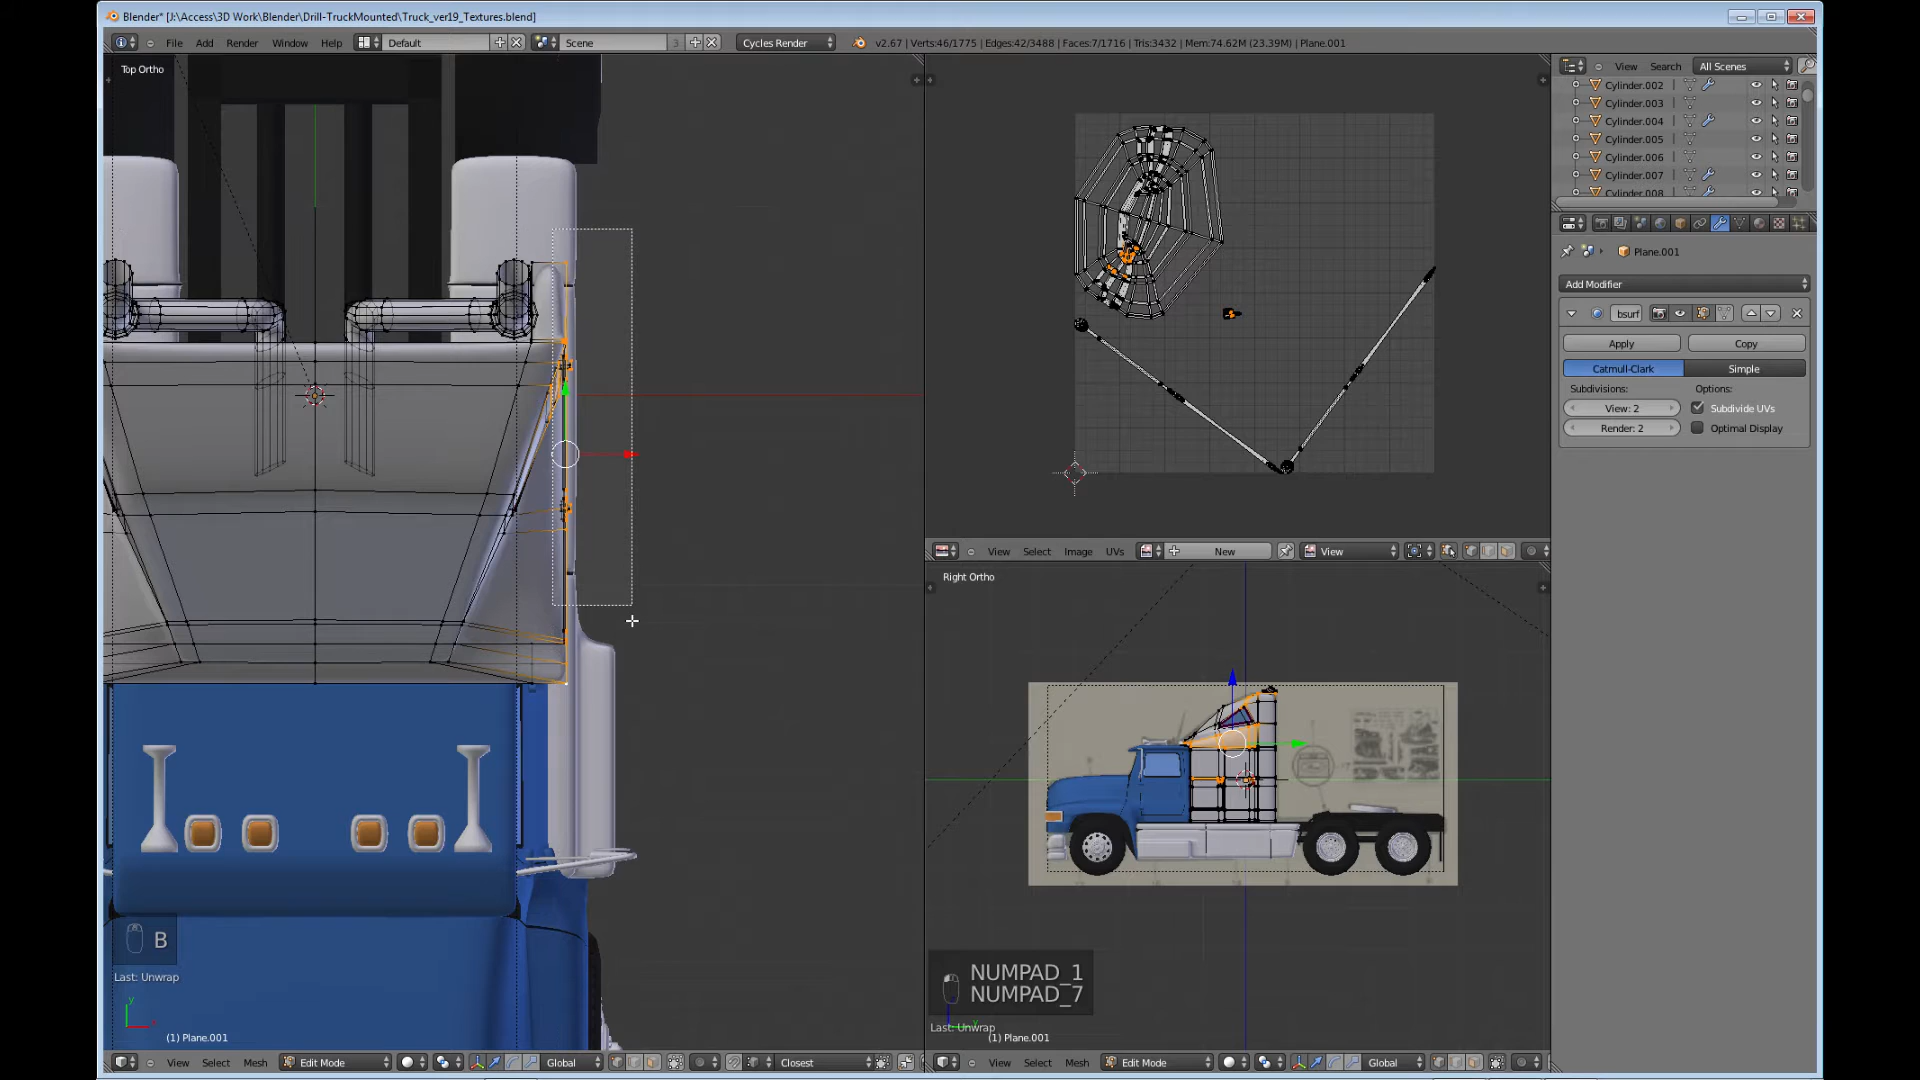 Blender* [J:\Access\3D Work\Blender\Drill-TruckMounted\Truck_ver19_Textures.blend]
File Add Render Window Help Default Scene 3 Cycles Render v2.67 | Verts:46/1775 | Edges:42/3488 | Faces:7/1716 | Tris:3432 | Mem:74.62M (23.39M) | Plane.001
Top Ortho
View Search All Scenes
Cylinder.002
Cylinder.003
Cylinder.004
Cylinder.005
Cylinder.006
Cylinder.007
Cylinder.008
Plane.001
Add Modifier
bsurf
Apply Copy
Catmull-Clark Simple
Subdivisions: Options:
View: 2 Subdivide UVs
Render: 2 Optimal Display
View Select Image UVs New View
Right Ortho
B
Last: Unwrap
y
(1) Plane.001
NUMPAD_1
NUMPAD_7
Last: Unwrap
(1) Plane.001
View Select Mesh Edit Mode Global Closest
View Select Mesh Edit Mode Global